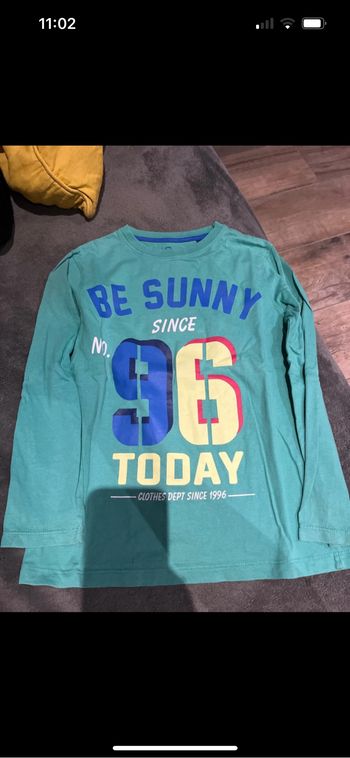 11:02
BE SUNNY
SINCE
NO.
96
TODAY
CLOTHES DEPT SINCE 1996